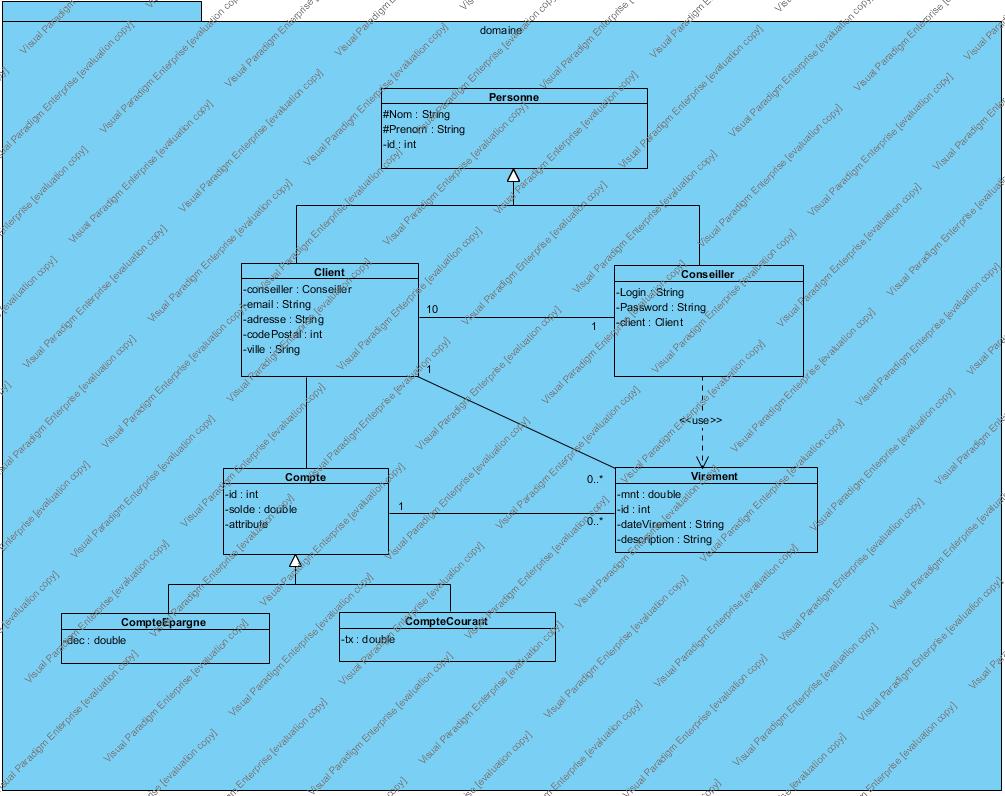 domaine
Personne
#Nom : String
#Prenom : String
-id : int
Client
-conseiller : Conseiller
-email : String
-adresse : String
-codePostal : int
-ville : Sring
Conseiller
-Login : String
-Password : String
-client : Client
10
1
1
<<use>>
0..*
Compte
-id : int
-solde : double
-attribute
1
0..*
Virement
-mnt : double
-id : int
-dateVirement : String
-description : String
CompteEpargne
-dec : double
CompteCourant
-tx : double
Visual Paradigm Enterprise [evaluation copy]